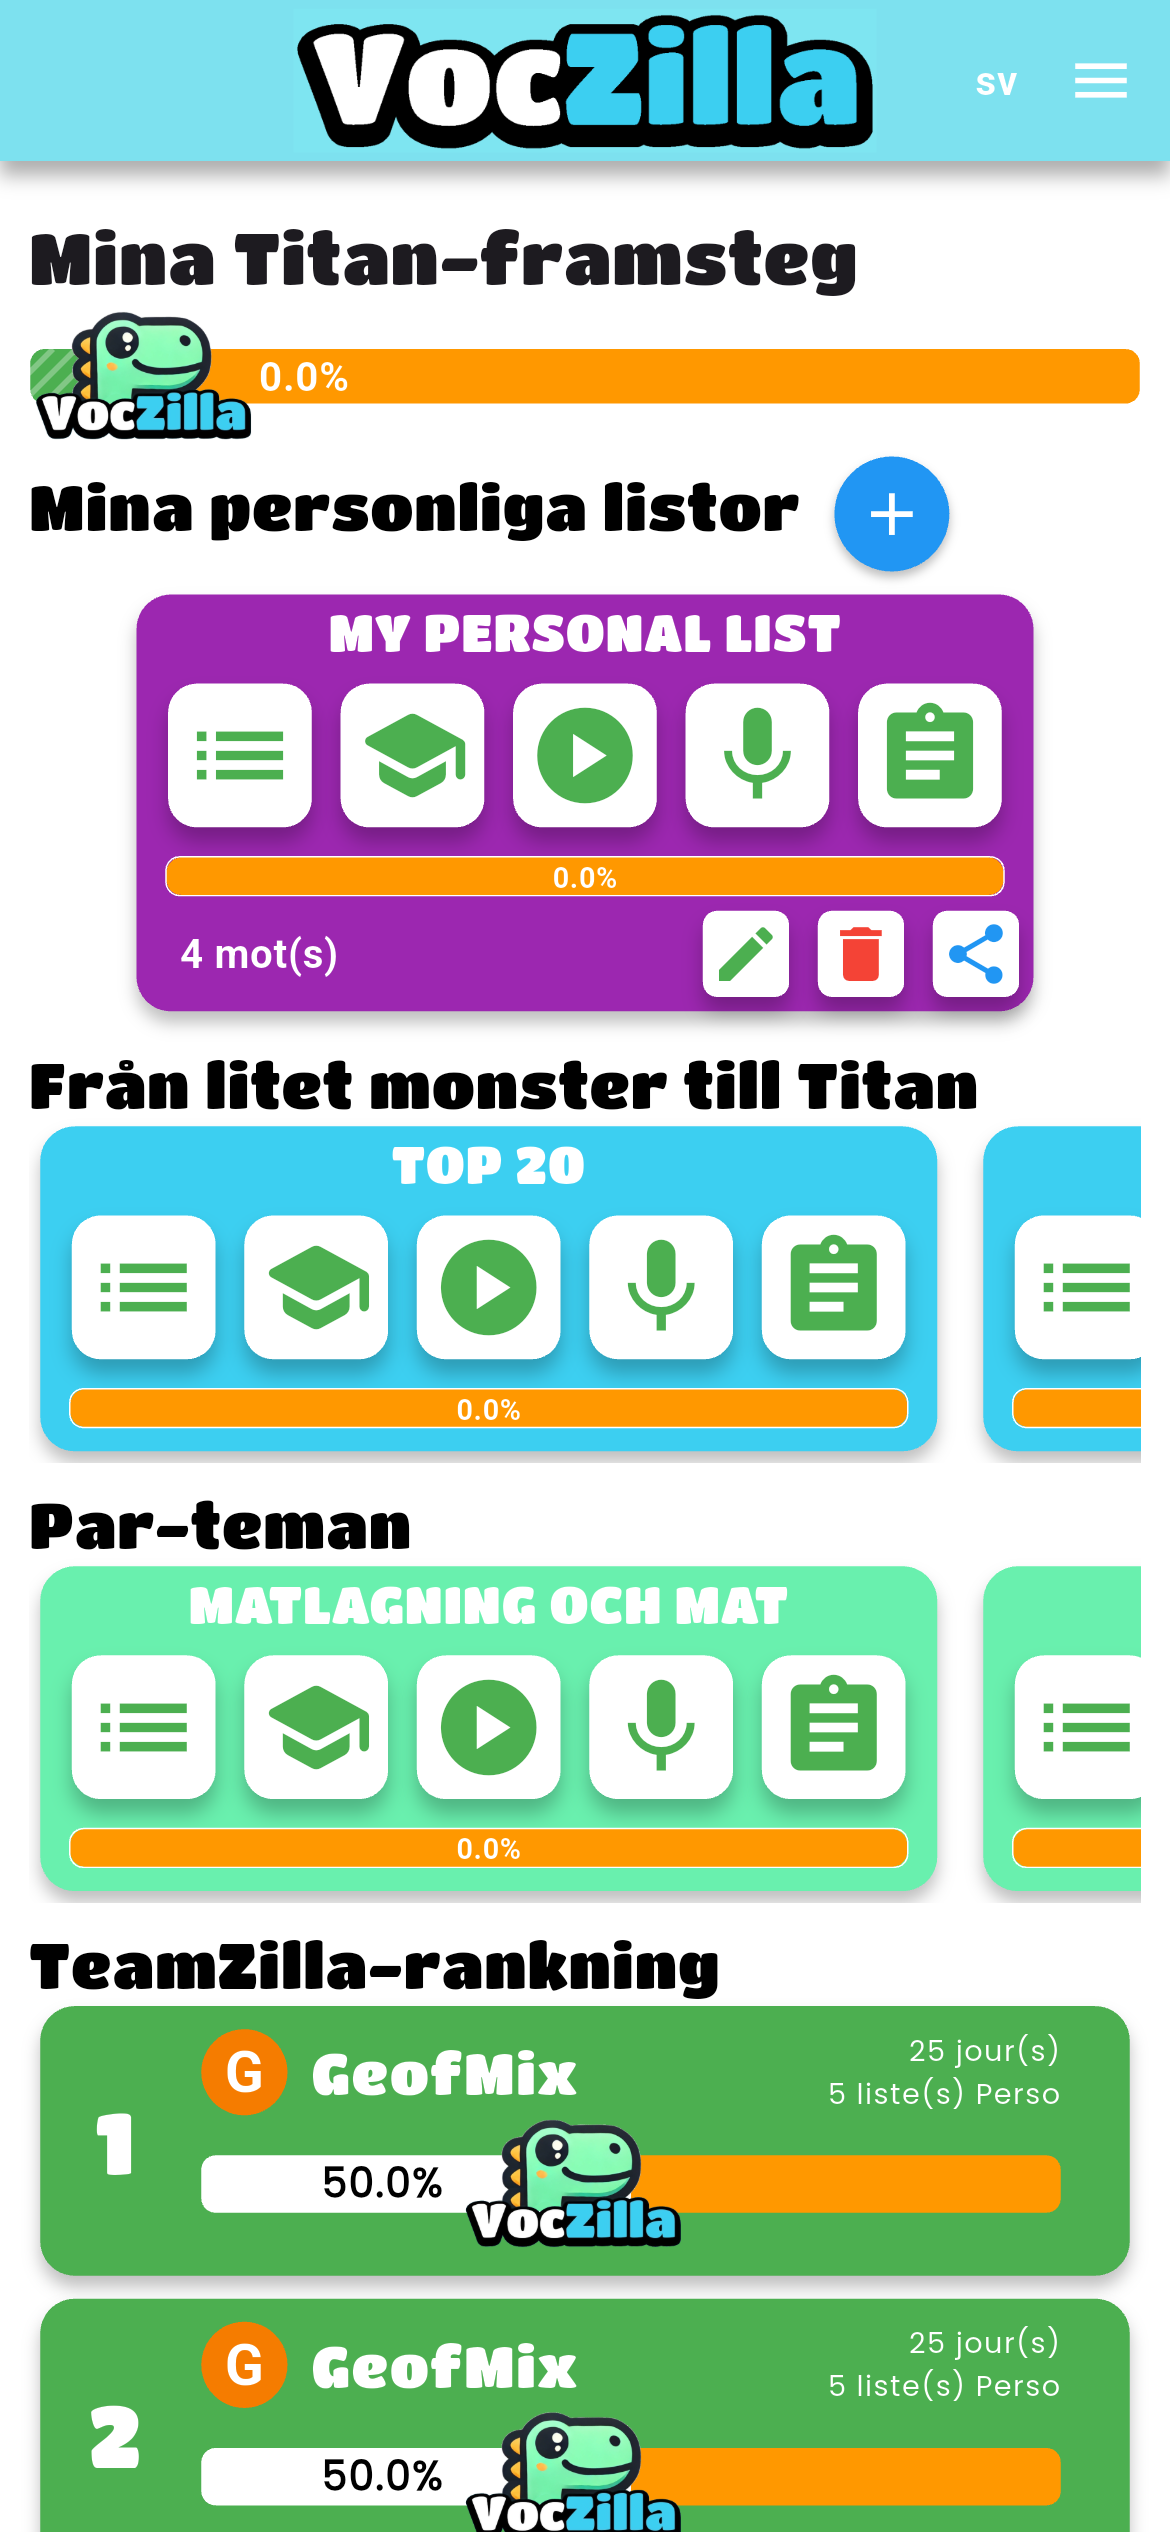 VocZilla
sv
Mina Titan-framsteg
0.0%
VocZilla
Mina personliga listor
MY PERSONAL LIST
0.0%
4 mot(s)
Från litet monster till Titan
TOP 20
0.0%
Par-teman
MATLAGNING OCH MAT
0.0%
TeamZilla-rankning
1
G
GeofMix
25 jour(s)
5 liste(s) Perso
50.0%
VocZilla
2
G
GeofMix
25 jour(s)
5 liste(s) Perso
50.0%
VocZilla